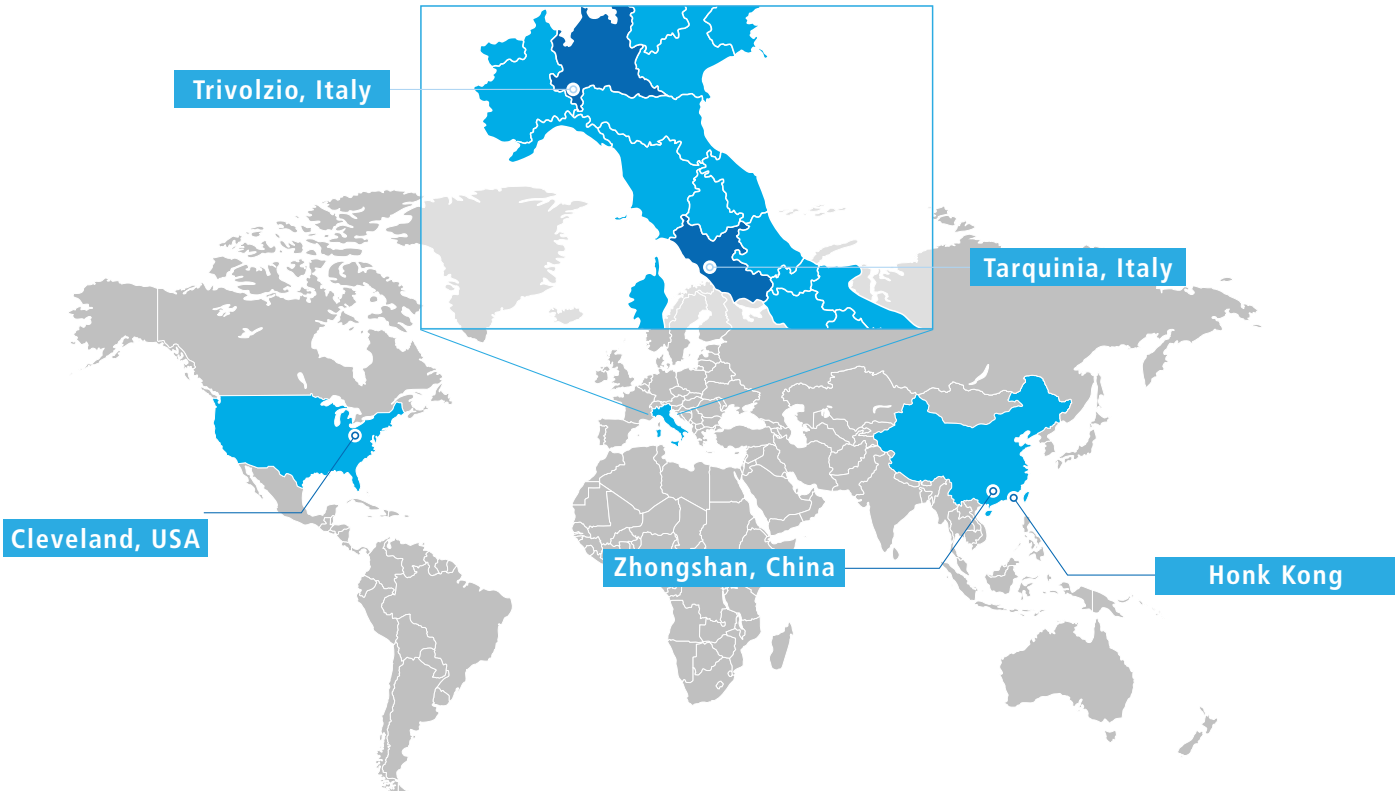 Trivolzio, Italy
Tarquinia, Italy
Cleveland, USA
Zhongshan, China
Honk Kong